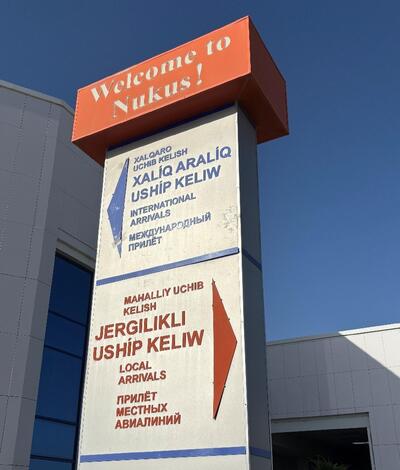 Welcome to
Nukus!
XALQARO
UCHIB KELISH
XALÍQ ARALÍQ
USHÍP KELIW
INTERNATIONAL
ARRIVALS
МЕЖДУНАРОДНЫЙ
ПРИЛЁТ
MAHALLIY UCHIB
KELISH
JERGILIKLI
USHÍP KELIW
LOCAL
ARRIVALS
ПРИЛЁТ
МЕСТНЫХ
АВИАЛИНИЙ